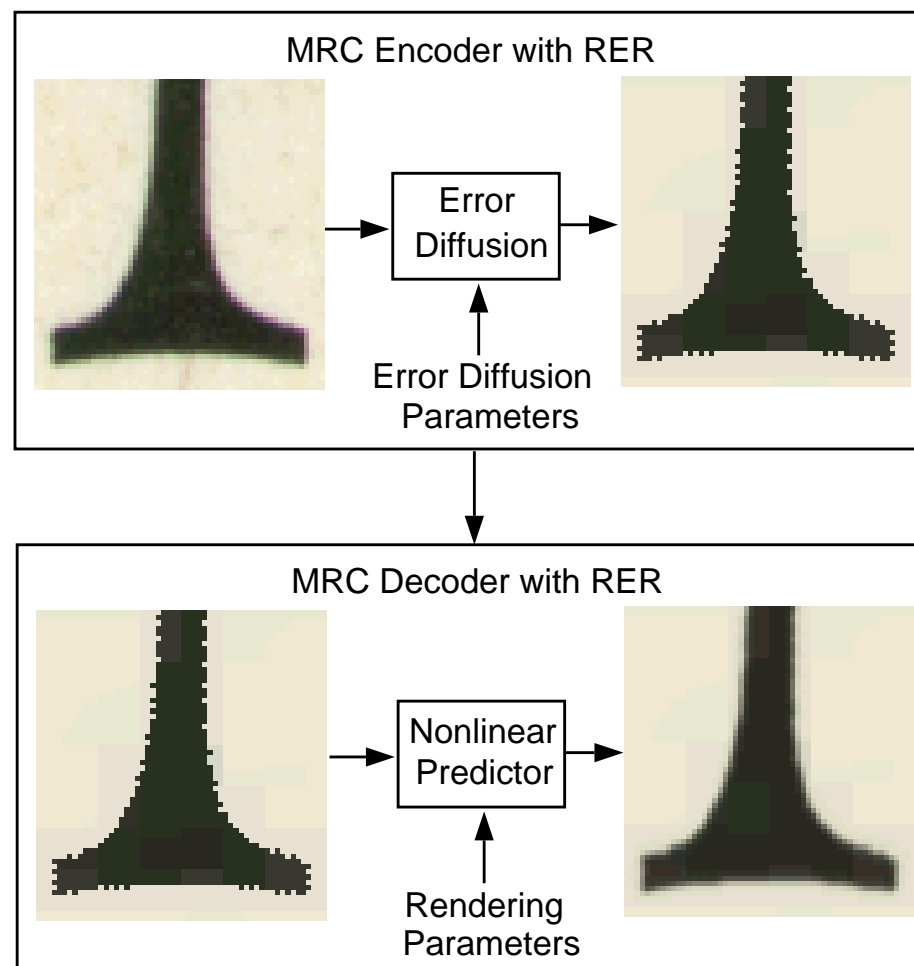 MRC Encoder with RER
Error
Diffusion
Error Diffusion
Parameters
MRC Decoder with RER
Nonlinear
Predictor
Rendering
Parameters